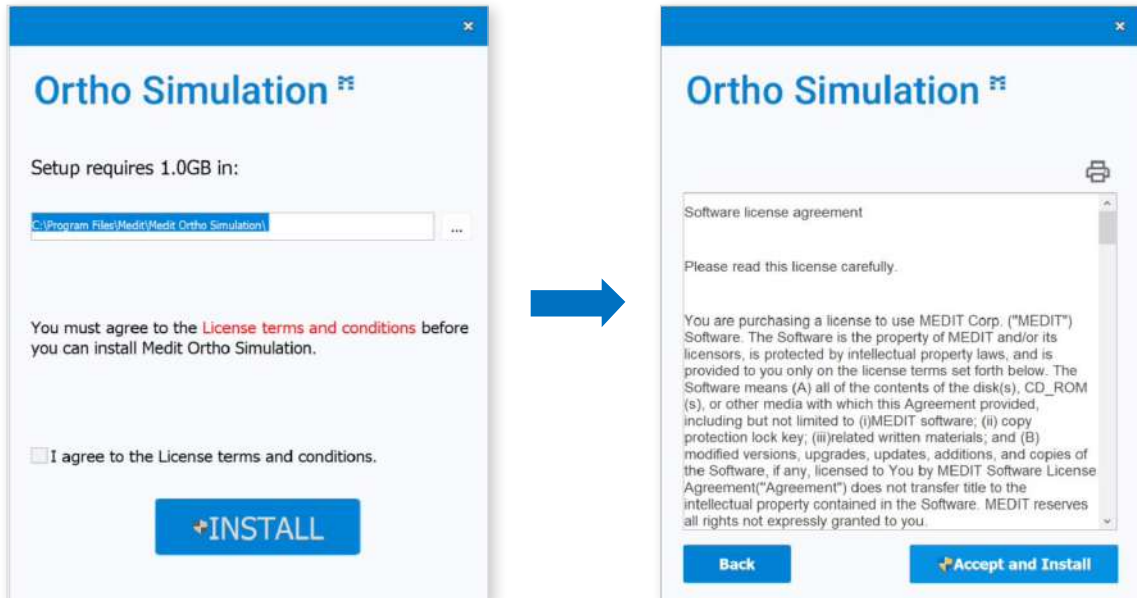 Ortho Simulation
Setup requires 1.0GB in:
C:\Program Files\Medit\Medit Ortho Simulation\
...
You must agree to the License terms and conditions before
you can install Medit Ortho Simulation.
I agree to the License terms and conditions.
INSTALL
Ortho Simulation
Software license agreement
Please read this license carefully.
You are purchasing a license to use MEDIT Corp. ("MEDIT")
Software. The Software is the property of MEDIT and/or its
licensors, is protected by intellectual property laws, and is
provided to you only on the license terms set forth below. The
Software means (A) all of the contents of the disk(s), CD_ROM
(s), or other media with which this Agreement provided,
including but not limited to (i)MEDIT software; (ii) copy
protection lock key; (iii)related written materials; and (B)
modified versions, upgrades, updates, additions, and copies of
the Software, if any, licensed to You by MEDIT Software License
Agreement("Agreement") does not transfer title to the
intellectual property contained in the Software. MEDIT reserves
all rights not expressly granted to you.
Back
Accept and Install